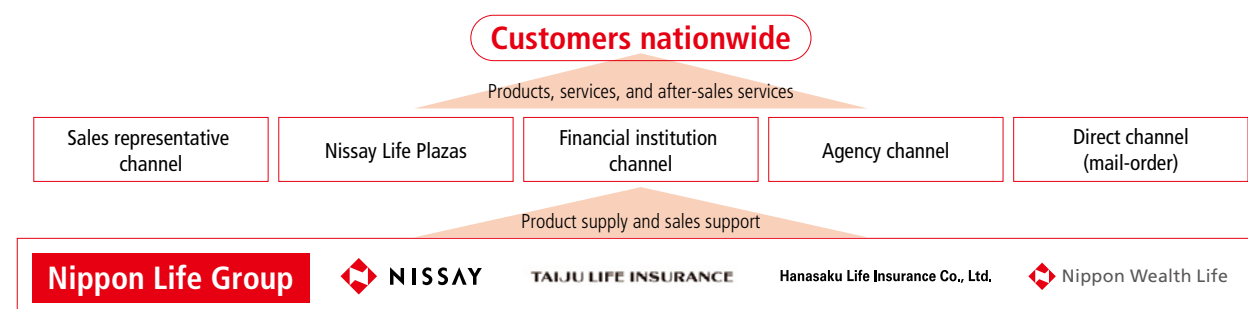 Customers nationwide
Products, services, and after-sales services
Sales representative
channel
Nissay Life Plazas
Financial institution
channel
Agency channel
Direct channel
(mail-order)
Product supply and sales support
Nippon Life Group
NISSAY
TAIJU LIFE INSURANCE
Hanasaku Life Insurance Co., Ltd.
Nippon Wealth Life